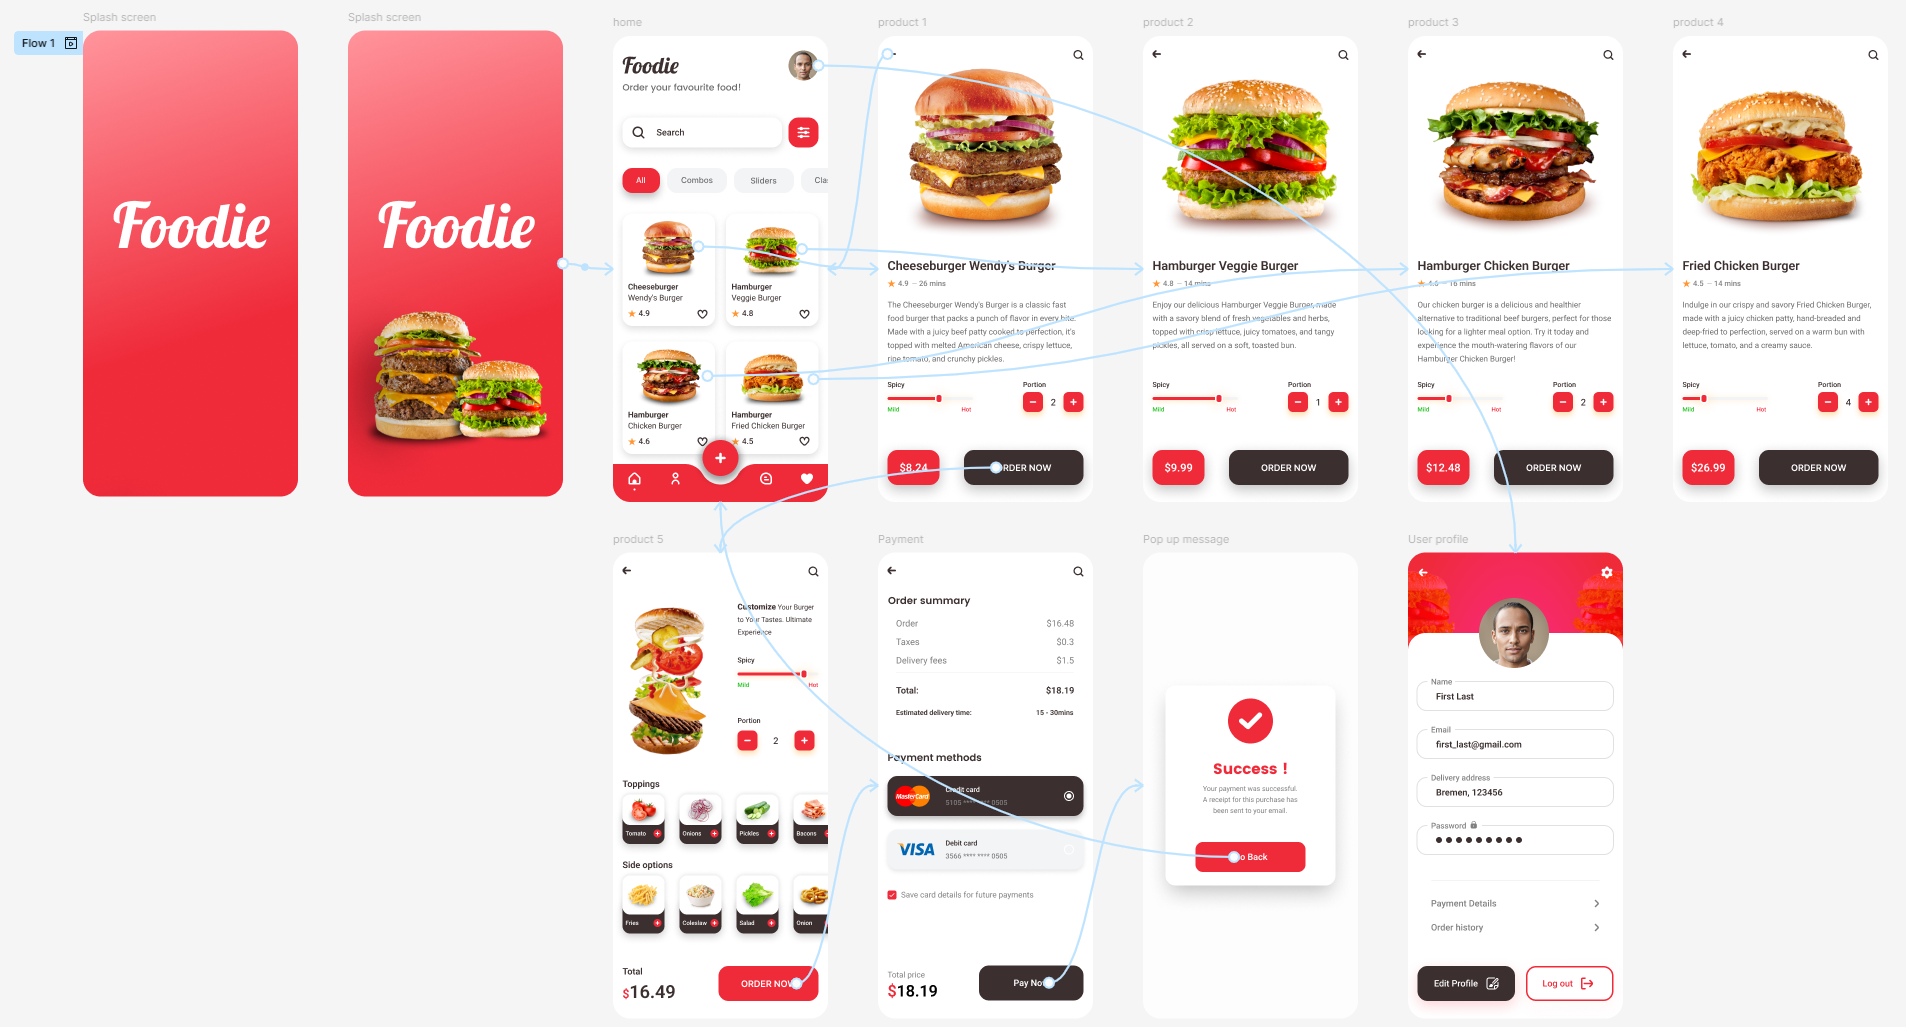 Flow 1
Splash screen
Foodie
Splash screen
Foodie
home
Foodie
Order your favourite food!
Search
All
Combos
Sliders
Cla
Cheeseburger
Wendy's Burger
4.9
Hamburger
Veggie Burger
4.8
Hamburger
Chicken Burger
4.6
Hamburger
Fried Chicken Burger
4.5
product 1
Cheeseburger Wendy's Burger
4.9 – 26 mins
The Cheeseburger Wendy's Burger is a classic fast
food burger that packs a punch of flavor in every bite.
Made with a juicy beef patty cooked to perfection, it's
topped with melted American cheese, crispy lettuce,
ripe tomato, and crunchy pickles.
Spicy
Mild
Hot
Portion
2
$8.24
ORDER NOW
product 2
Hamburger Veggie Burger
4.8 – 14 mins
Enjoy our delicious Hamburger Veggie Burger, made
with a savory blend of fresh vegetables and herbs,
topped with crisp lettuce, juicy tomatoes, and tangy
pickles, all served on a soft, toasted bun.
Spicy
Mild
Hot
Portion
1
$9.99
ORDER NOW
product 3
Hamburger Chicken Burger
4.6 – 16 mins
Our chicken burger is a delicious and healthier
alternative to traditional beef burgers, perfect for those
looking for a lighter meal option. Try it today and
experience the mouth-watering flavors of our
Hamburger Chicken Burger!
Spicy
Mild
Hot
Portion
2
$12.48
ORDER NOW
product 4
Fried Chicken Burger
4.5 – 14 mins
Indulge in our crispy and savory Fried Chicken Burger,
made with a juicy chicken patty, hand-breaded and
deep-fried to perfection, served on a warm bun with
lettuce, tomato, and a creamy sauce.
Spicy
Mild
Hot
Portion
4
$26.99
ORDER NOW
product 5
Customize Your Burger
to Your Tastes. Ultimate
Experience
Spicy
Mild
Hot
Portion
2
Toppings
Tomato
Onions
Pickles
Bacons
Side options
Fries
Coleslaw
Salad
Onion
Total
$16.49
ORDER NOW
Payment
Order summary
Order $16.48
Taxes $0.3
Delivery fees $1.5
Total: $18.19
Estimated delivery time: 15 - 30mins
Payment methods
MasterCard
Credit card
5105 **** **** 0505
VISA
Debit card
3566 **** **** 0505
Save card details for future payments
Total price
$18.19
Pay Now
Pop up message
Success !
Your payment was successful.
A receipt for this purchase has
been sent to your email.
Go Back
User profile
Name
First Last
Email
first_last@gmail.com
Delivery address
Bremen, 123456
Password
Payment Details
Order history
Edit Profile
Log out